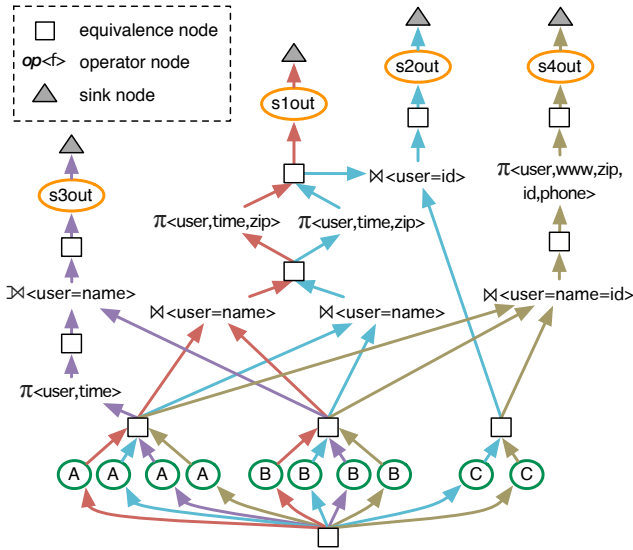 equivalence node
op<f> operator node
sink node
s2out
s4out
s1out
s3out
⋈<user=id>
π<user,www,zip,
id,phone>
π<user,time,zip>
π<user,time,zip>
⟕<user=name>
⋈<user=name>
⋈<user=name>
⋈<user=name=id>
π<user,time>
A
A
A
A
B
B
B
B
C
C